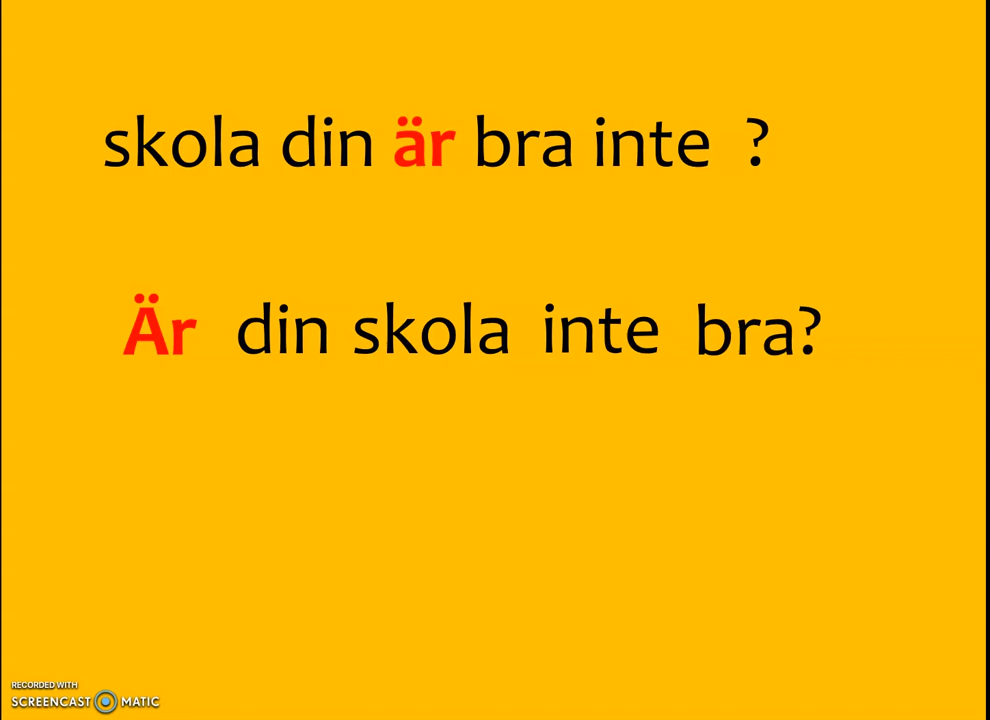 skola din är bra inte ?
Är din skola inte bra?
RECORDED WITH
SCREENCAST MATIC